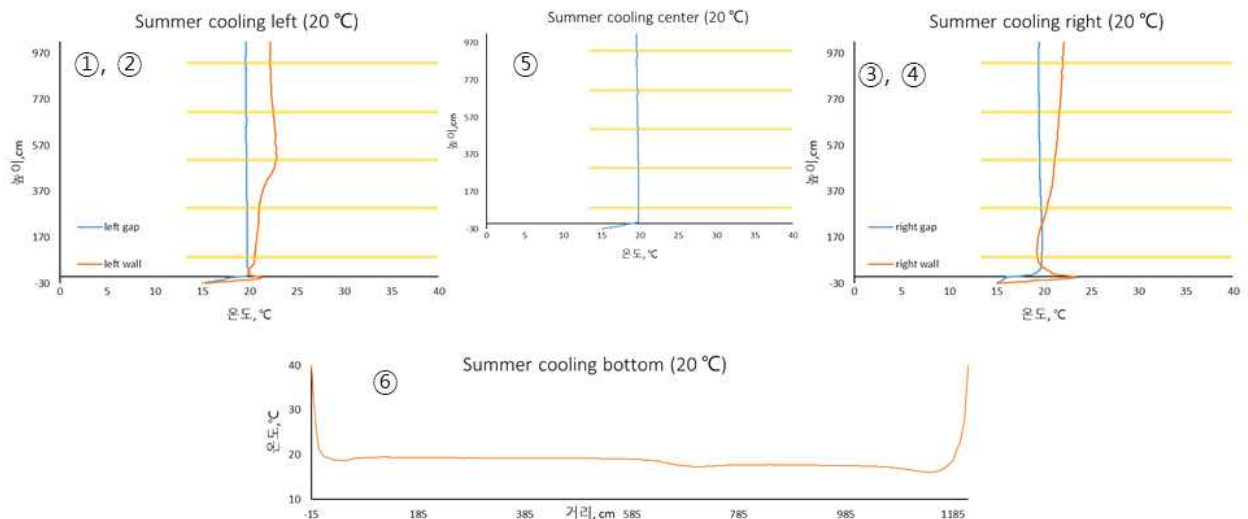 Summer cooling left (20 ℃)
①, ②
높이,cm
970
770
570
370
170
-30
left gap
left wall
0 5 10 15 20 25 30 35 40
온도, ℃
Summer cooling center (20 ℃)
⑤
높이,cm
970
770
570
370
170
-30
0 5 10 15 20 25 30 35 40
온도, ℃
Summer cooling right (20 ℃)
③, ④
높이,cm
970
770
570
370
170
-30
right gap
right wall
0 5 10 15 20 25 30 35 40
온도, ℃
Summer cooling bottom (20 ℃)
⑥
온도,℃
40
30
20
10
-15 185 385 585 785 985 1185
거리, cm